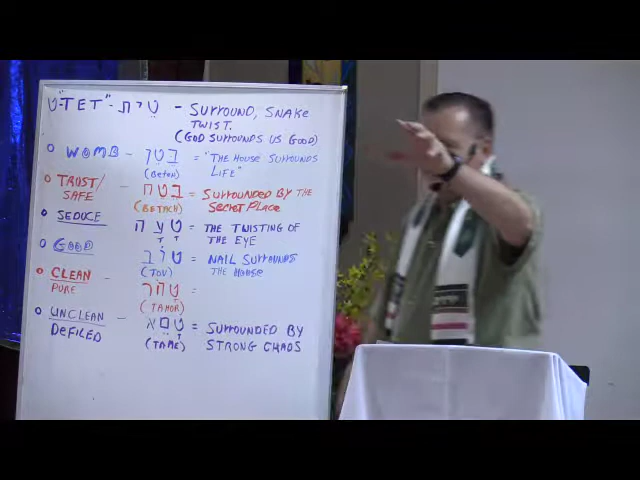 ט "TET" - טית - SURROUND, SNAKE
TWIST.
(GOD SURROUNDS US GOOD)
WOMB - בטן = "THE HOUSE SURROUNDS
(Beten) LIFE"
TRUST/ - בטח = SURROUNDED BY THE
SAFE (BETACH) SECRET PLACE
SEDUCE טעה = THE TWISTING OF
THE EYE
GOOD טוב = NAIL SURROUNDS
(TOV) THE HOUSE
CLEAN טהר =
PURE (TAHOR)
UNCLEAN - טמא = SURROUNDED BY
DEFILED (TAME) STRONG CHAOS